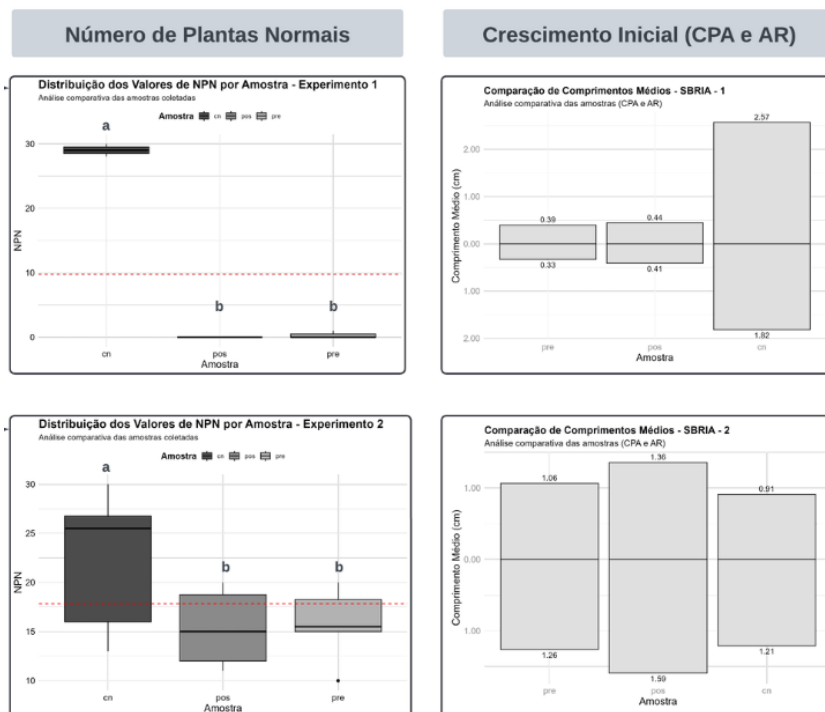 Número de Plantas Normais
Crescimento Inicial (CPA e AR)
Distribuição dos Valores de NPN por Amostra - Experimento 1
Análise comparativa das amostras coletadas
Amostra cn pos pre
a
30
20
NPN
10
b
b
0
cn
pos
pre
Amostra
Comparação de Comprimentos Médios - SBRIA - 1
Análise comparativa das amostras (CPA e AR)
2.57
2.00
Comprimento Médio (cm)
1.00
0.39
0.44
0.00
0.33
0.41
1.00
1.82
2.00
pre
pos
cn
Amostra
Distribuição dos Valores de NPN por Amostra - Experimento 2
Análise comparativa das amostras coletadas
Amostra cn pos pre
a
30
25
NPN
b
b
20
15
10
cn
pos
pre
Amostra
Comparação de Comprimentos Médios - SBRIA - 2
Análise comparativa das amostras (CPA e AR)
1.36
1.06
0.91
1.00
Comprimento Médio (cm)
0.00
1.00
1.26
1.59
1.21
pre
pos
cn
Amostra